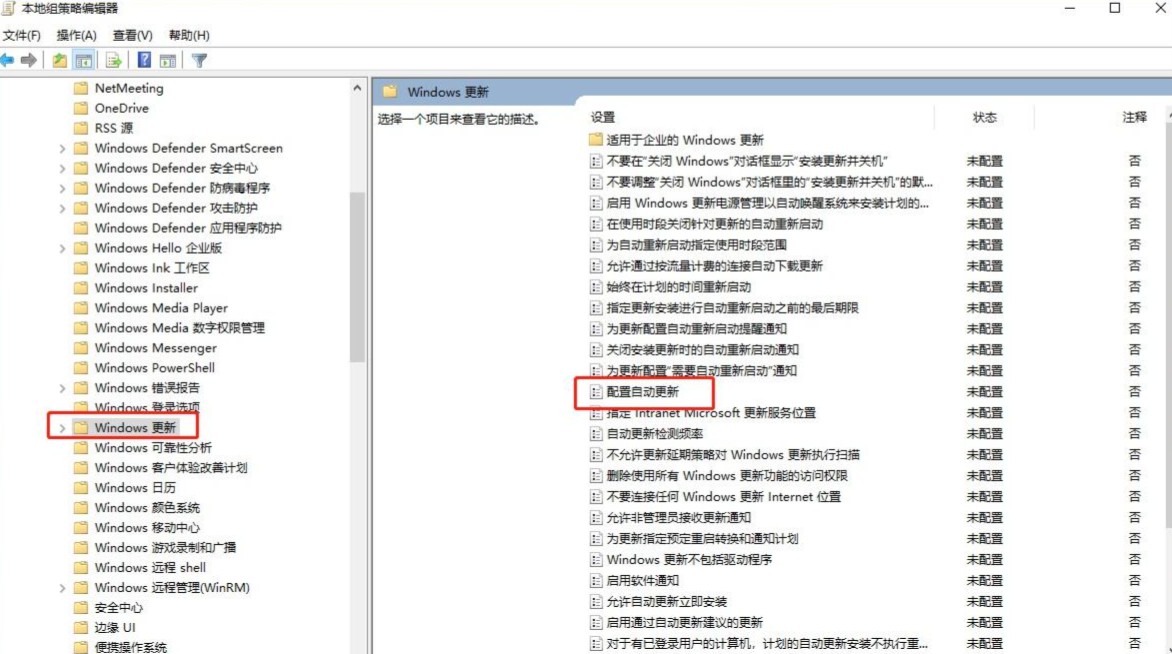 本地组策略编辑器
文件(F) 操作(A) 查看(V) 帮助(H)
NetMeeting
OneDrive
RSS 源
Windows Defender SmartScreen
Windows Defender 安全中心
Windows Defender 防病毒程序
Windows Defender 攻击防护
Windows Defender 应用程序防护
Windows Hello 企业版
Windows Ink 工作区
Windows Installer
Windows Media Player
Windows Media 数字权限管理
Windows Messenger
Windows PowerShell
Windows 错误报告
Windows 登录选项
Windows 更新
Windows 可靠性分析
Windows 客户体验改善计划
Windows 日历
Windows 颜色系统
Windows 移动中心
Windows 游戏录制和广播
Windows 远程 shell
Windows 远程管理(WinRM)
安全中心
边缘 UI
便携操作系统
Windows 更新
选择一个项目来查看它的描述。
设置 状态 注释
适用于企业的 Windows 更新
不要在“关闭 Windows”对话框显示“安装更新并关机” 未配置 否
不要调整“关闭 Windows”对话框里的“安装更新并关机”的默... 未配置 否
启用 Windows 更新电源管理以自动唤醒系统来安装计划的... 未配置 否
在使用时段关闭针对更新的自动重新启动 未配置 否
为自动重新启动指定使用时段范围 未配置 否
允许通过按流量计费的连接自动下载更新 未配置 否
始终在计划的时间重新启动 未配置 否
指定更新安装进行自动重新启动之前的最后期限 未配置 否
为更新配置自动重新启动提醒通知 未配置 否
关闭安装更新时的自动重新启动通知 未配置 否
为更新配置“需要自动重新启动”通知 未配置 否
配置自动更新 未配置 否
指定 Intranet Microsoft 更新服务位置 未配置 否
自动更新检测频率 未配置 否
不允许更新延期策略对 Windows 更新执行扫描 未配置 否
删除使用所有 Windows 更新功能的访问权限 未配置 否
不要连接任何 Windows 更新 Internet 位置 未配置 否
允许非管理员接收更新通知 未配置 否
为更新指定预定重启转换和通知计划 未配置 否
Windows 更新不包括驱动程序 未配置 否
启用软件通知 未配置 否
允许自动更新立即安装 未配置 否
启用通过自动更新建议的更新 未配置 否
对于有已登录用户的计算机，计划的自动更新安装不执行重... 未配置 否